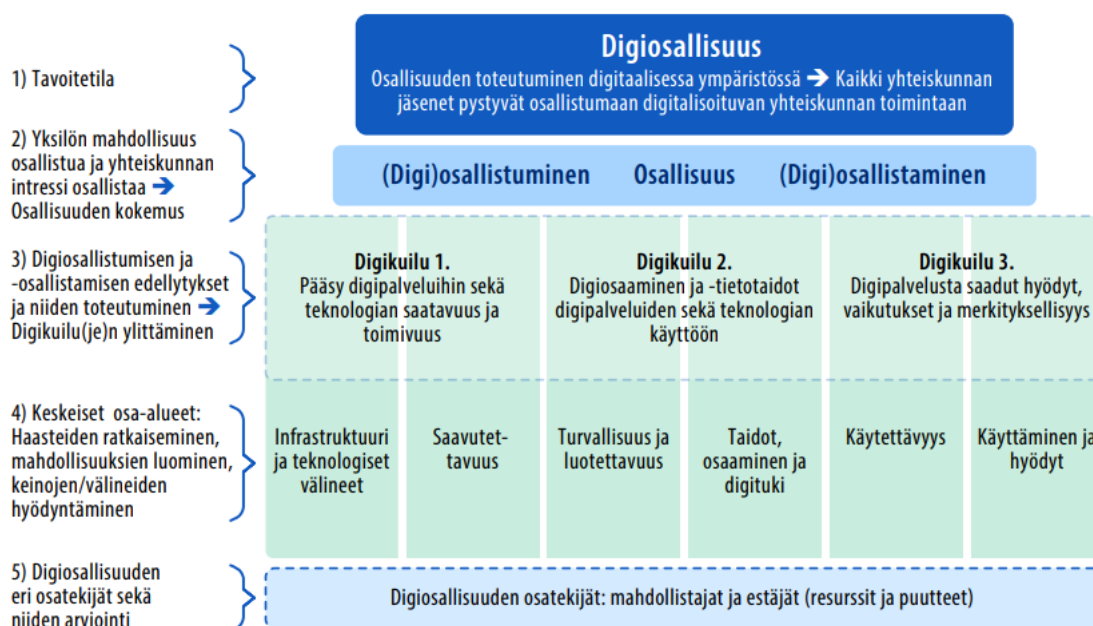 Digiosallisuus
Osallisuuden toteutuminen digitaalisessa ympäristössä ➔ Kaikki yhteiskunnan
jäsenet pystyvät osallistumaan digitalisoituvan yhteiskunnan toimintaan
1) Tavoitetila
2) Yksilön mahdollisuus
osallistua ja yhteiskunnan
intressi osallistaa ➔
Osallisuuden kokemus
(Digi)osallistuminen Osallisuus (Digi)osallistaminen
3) Digiosallistumisen ja
-osallistamisen edellytykset
ja niiden toteutuminen ➔
Digikuilu(je)n ylittäminen
Digikuilu 1.
Pääsy digipalveluihin sekä
teknologian saatavuus ja
toimivuus
Digikuilu 2.
Digiosaaminen ja -tietotaidot
digipalveluiden sekä teknologian
käyttöön
Digikuilu 3.
Digipalvelusta saadut hyödyt,
vaikutukset ja merkityksellisyys
4) Keskeiset osa-alueet:
Haasteiden ratkaiseminen,
mahdollisuuksien luominen,
keinojen/välineiden
hyödyntäminen
Infrastruktuuri
ja teknologiset
välineet
Saavutet-
tavuus
Turvallisuus ja
luotettavuus
Taidot,
osaaminen ja
digituki
Käytettävyys
Käyttäminen ja
hyödyt
5) Digiosallisuuden
eri osatekijät sekä
niiden arviointi
Digiosallisuuden osatekijät: mahdollistajat ja estäjät (resurssit ja puutteet)